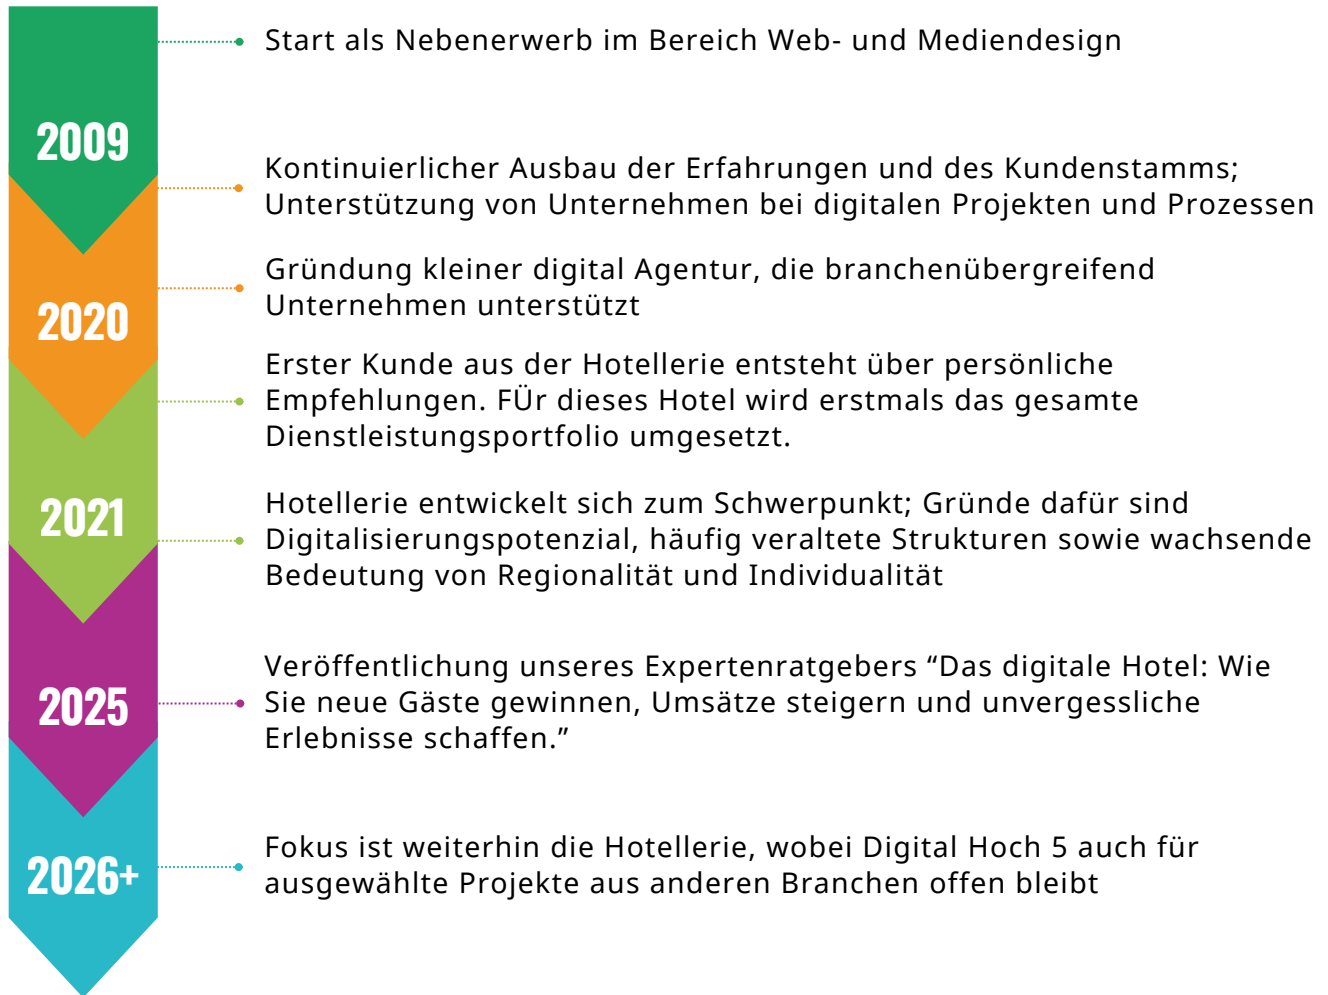 Start als Nebenerwerb im Bereich Web- und Mediendesign
2009
Kontinuierlicher Ausbau der Erfahrungen und des Kundenstamms;
Unterstützung von Unternehmen bei digitalen Projekten und Prozessen
Gründung kleiner digital Agentur, die branchenübergreifend
Unternehmen unterstützt
2020
Erster Kunde aus der Hotellerie entsteht über persönliche
Empfehlungen. FÜr dieses Hotel wird erstmals das gesamte
Dienstleistungsportfolio umgesetzt.
2021
Hotellerie entwickelt sich zum Schwerpunkt; Gründe dafür sind
Digitalisierungspotenzial, häufig veraltete Strukturen sowie wachsende
Bedeutung von Regionalität und Individualität
2025
Veröffentlichung unseres Expertenratgebers “Das digitale Hotel: Wie
Sie neue Gäste gewinnen, Umsätze steigern und unvergessliche
Erlebnisse schaffen.”
2026+
Fokus ist weiterhin die Hotellerie, wobei Digital Hoch 5 auch für
ausgewählte Projekte aus anderen Branchen offen bleibt